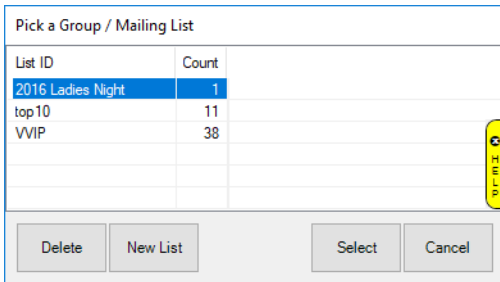 Pick a Group / Mailing List
List ID Count
2016 Ladies Night 1
top10 11
VVIP 38
HELP
Delete New List Select Cancel